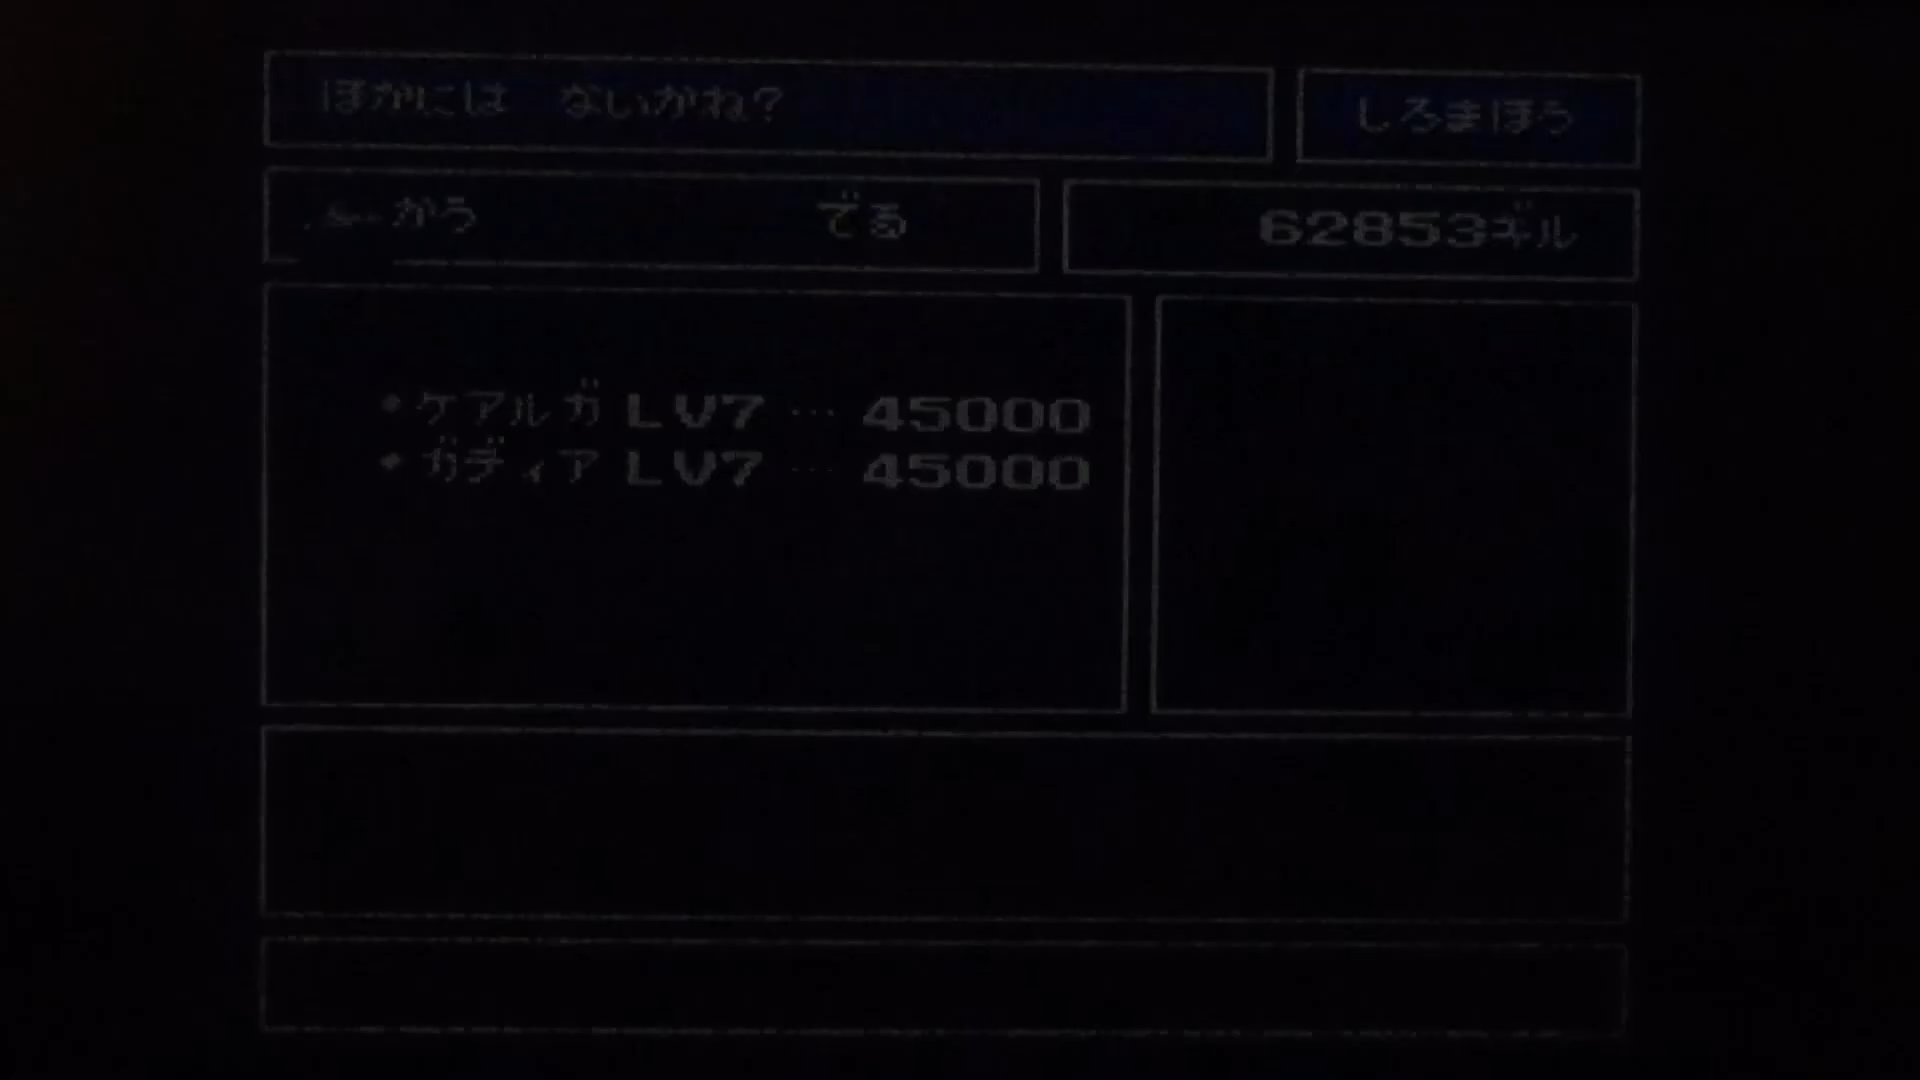 ほかには ないかね?
しろまほう
かう でる
62853ギル
ケアルガ LV7 … 45000
ガディア LV7 … 45000